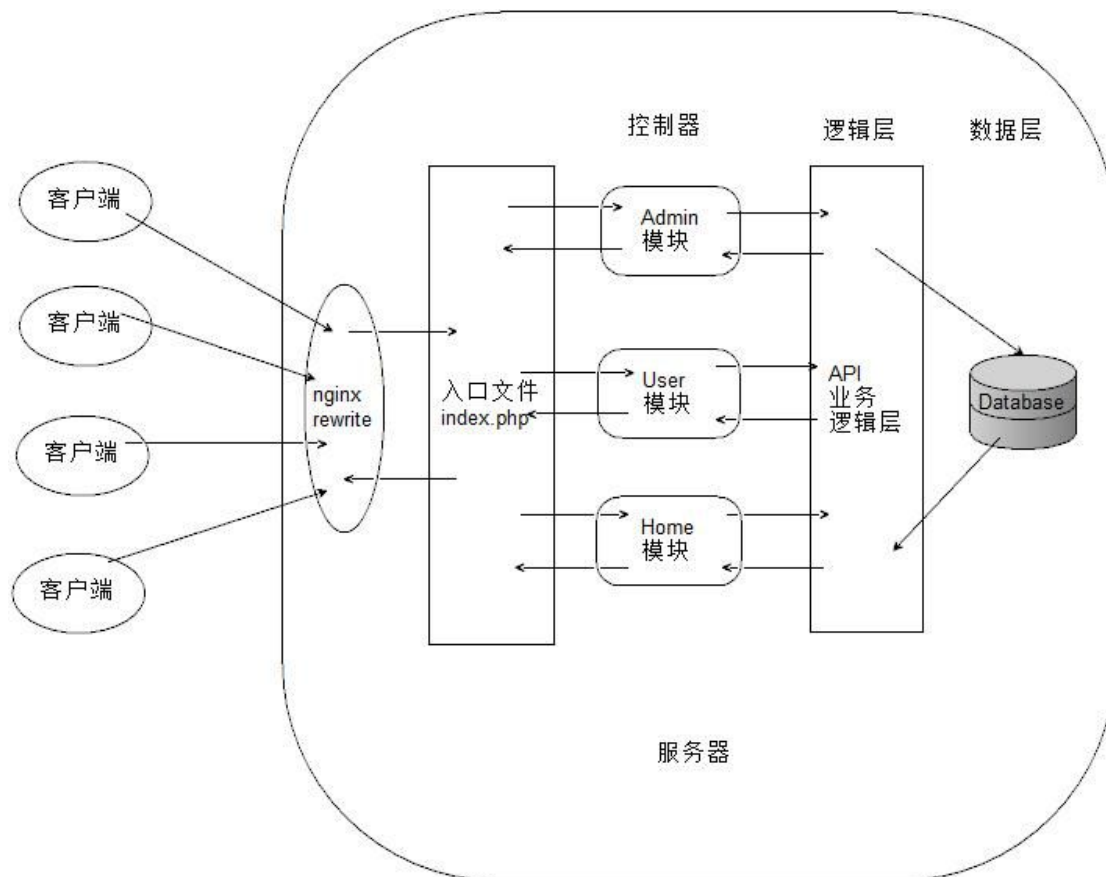 控制器
逻辑层
数据层
客户端
客户端
客户端
客户端
nginx
rewrite
入口文件
index.php
Admin
模块
User
模块
Home
模块
API
业务
逻辑层
Database
服务器